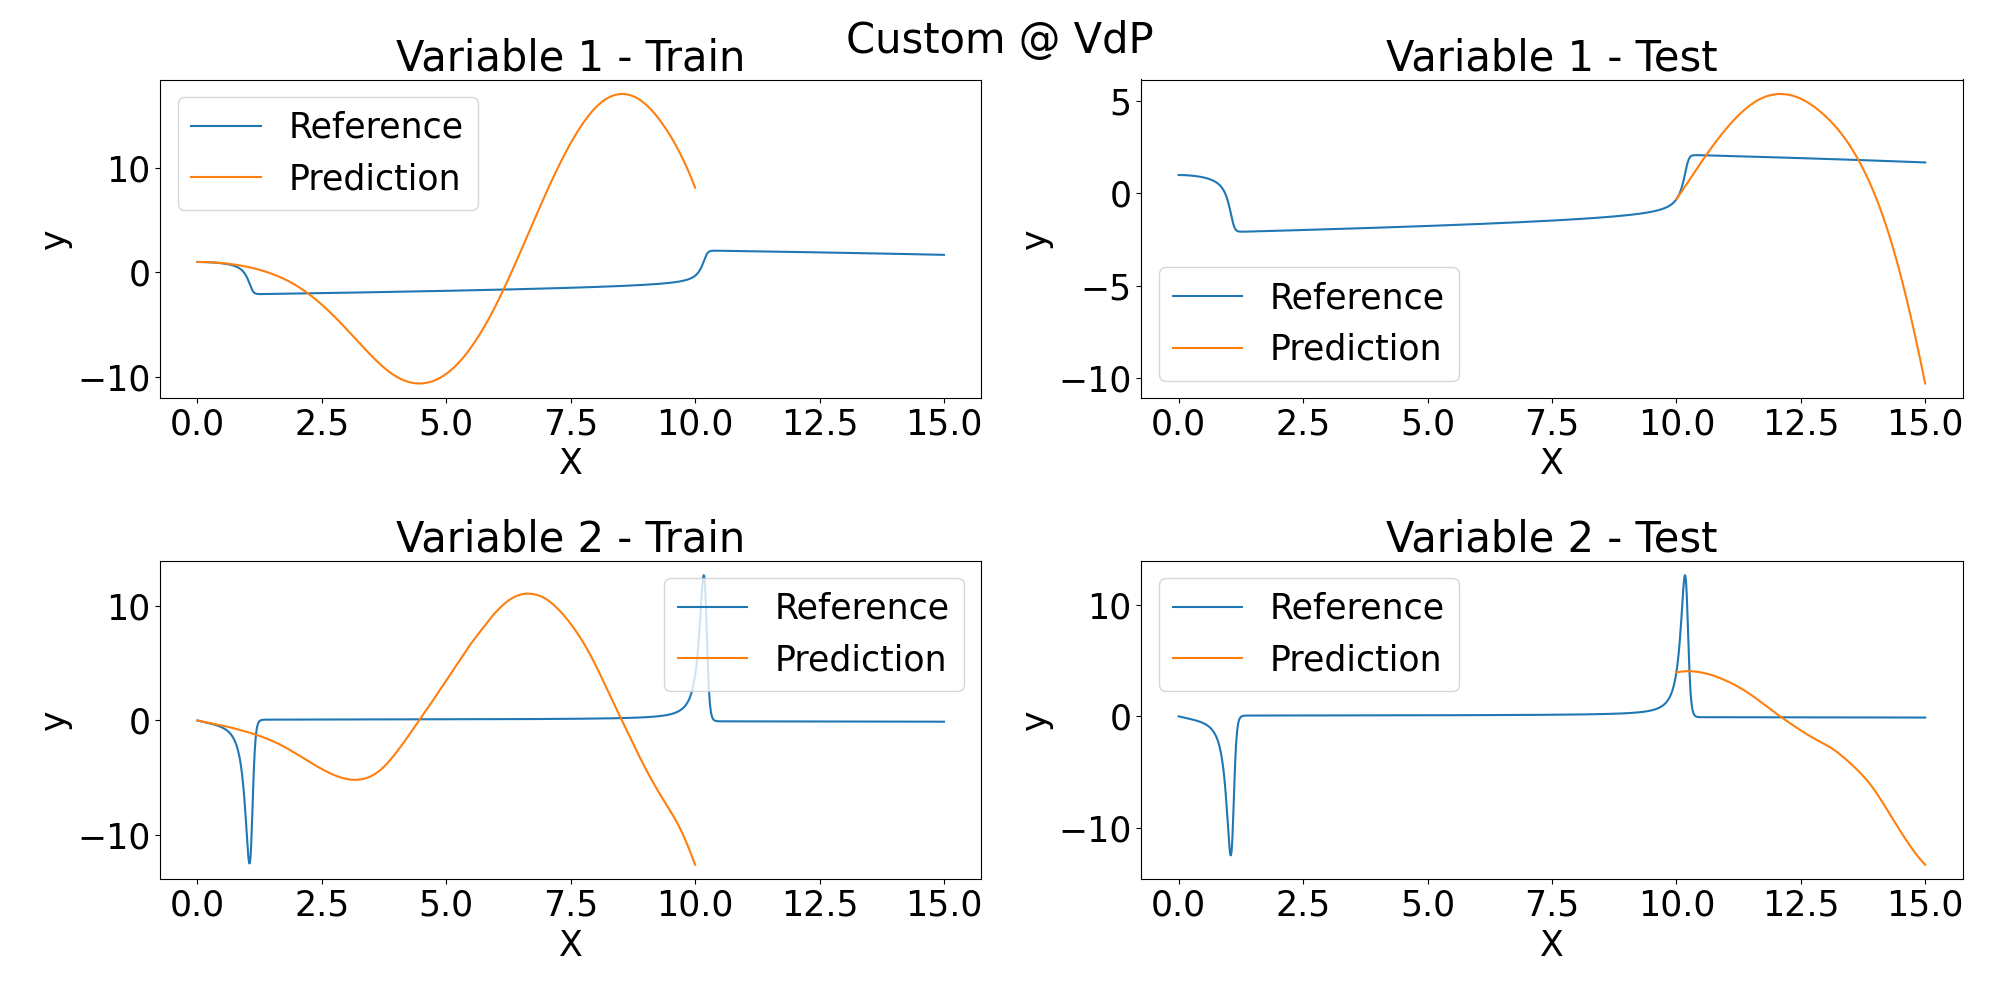 Custom @ VdP
Variable 1 - Train
Reference
Prediction
y
10
0
−10
0.0 2.5 5.0 7.5 10.0 12.5 15.0
X
Variable 1 - Test
Reference
Prediction
y
5
0
−5
−10
0.0 2.5 5.0 7.5 10.0 12.5 15.0
X
Variable 2 - Train
Reference
Prediction
y
10
0
−10
0.0 2.5 5.0 7.5 10.0 12.5 15.0
X
Variable 2 - Test
Reference
Prediction
y
10
0
−10
0.0 2.5 5.0 7.5 10.0 12.5 15.0
X